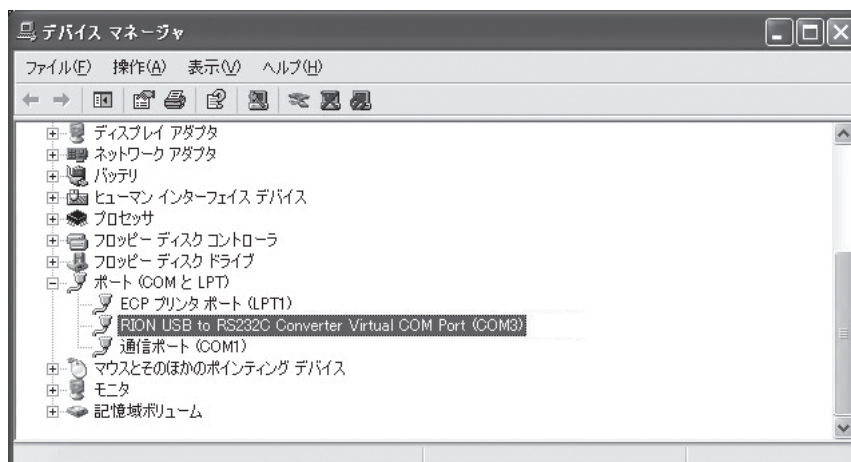 デバイス マネージャ
ファイル(F) 操作(A) 表示(V) ヘルプ(H)
ディスプレイ アダプタ
ネットワーク アダプタ
バッテリ
ヒューマン インターフェイス デバイス
プロセッサ
フロッピー ディスク コントローラ
フロッピー ディスク ドライブ
ポート (COM と LPT)
ECP プリンタ ポート (LPT1)
RION USB to RS232C Converter Virtual COM Port (COM3)
通信ポート (COM1)
マウスとそのほかのポインティング デバイス
モニタ
記憶域ボリューム